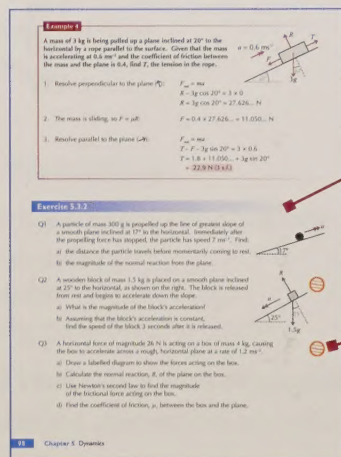 Example 4
A mass of 3 kg is being pulled up a plane inclined at 20° to the
horizontal by a rope parallel to the surface. Given that the mass
is accelerating at 0.6 ms⁻² and the coefficient of friction between
the mass and the plane is 0.4, find T, the tension in the rope.
a = 0.6 ms⁻²
R
T
F
3g
1. Resolve perpendicular to the plane
Fnet = ma
R – 3g cos 20° = 3 × 0
R = 3g cos 20° = 27.626... N
2. The mass is sliding, so F = μR:
F = 0.4 × 27.626... = 11.050... N
3. Resolve parallel to the plane
Fnet = ma
T – F – 3g sin 20° = 3 × 0.6
T = 1.8 + 11.050... + 3g sin 20°
= 22.9 N (3 s.f.)
Exercise 5.3.2
Q1 A particle of mass 300 g is propelled up the line of greatest slope of
a smooth plane inclined at 17° to the horizontal. Immediately after
the propelling force has stopped, the particle has speed 7 ms⁻¹. Find:
a) the distance the particle travels before momentarily coming to rest,
b) the magnitude of the normal reaction from the plane.
a
17°
Q2 A wooden block of mass 1.5 kg is placed on a smooth plane inclined
at 25° to the horizontal, as shown on the right. The block is released
from rest and begins to accelerate down the slope.
a) What is the magnitude of the block's acceleration?
b) Assuming that the block's acceleration is constant,
find the speed of the block 3 seconds after it is released.
R
a
25°
1.5g
Q3 A horizontal force of magnitude 26 N is acting on a box of mass 4 kg, causing
the box to accelerate across a rough, horizontal plane at a rate of 1.2 ms⁻².
a) Draw a labelled diagram to show the forces acting on the box.
b) Calculate the normal reaction, R, of the plane on the box.
c) Use Newton's second law to find the magnitude
of the frictional force acting on the box.
d) Find the coefficient of friction, μ, between the box and the plane.
Chapter 5 Dynamics